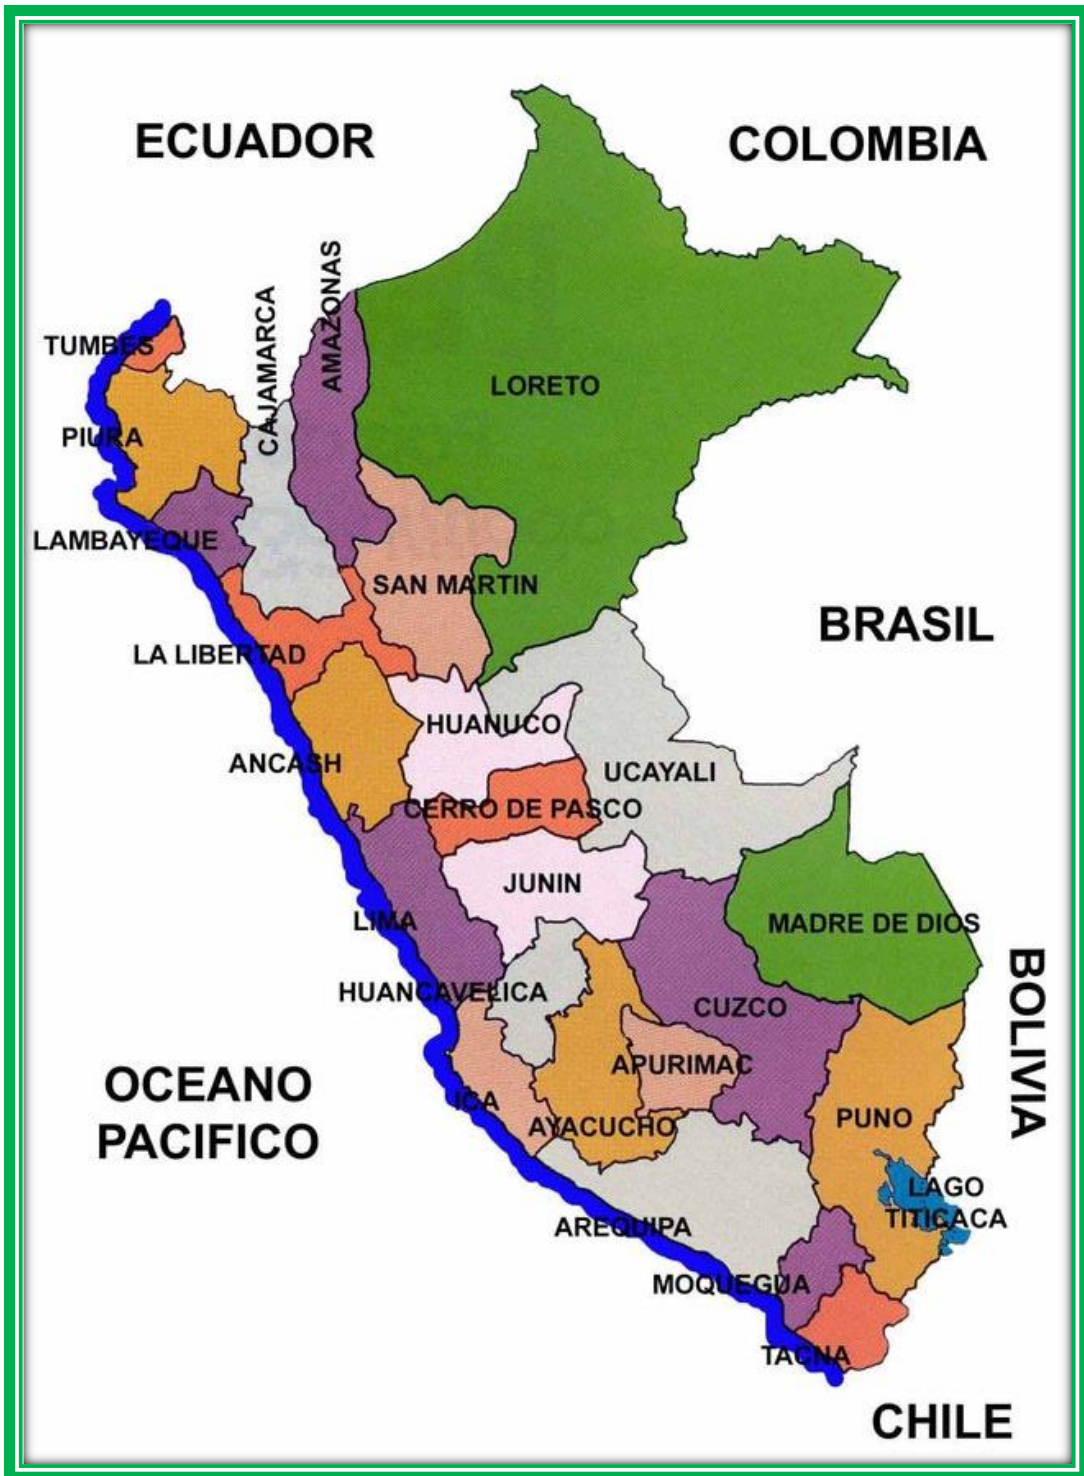 ECUADOR
COLOMBIA
AMAZONAS
CAJAMARCA
TUMBES
LORETO
PIURA
LAMBAYEQUE
SAN MARTIN
BRASIL
LA LIBERTAD
HUANUCO
ANCASH
UCAYALI
CERRO DE PASCO
JUNIN
LIMA
MADRE DE DIOS
HUANCAVELICA
CUZCO
BOLIVIA
APURIMAC
OCEANO
PACIFICO
ICA
AYACUCHO
PUNO
LAGO
TITICACA
AREQUIPA
MOQUEGUA
TACNA
CHILE